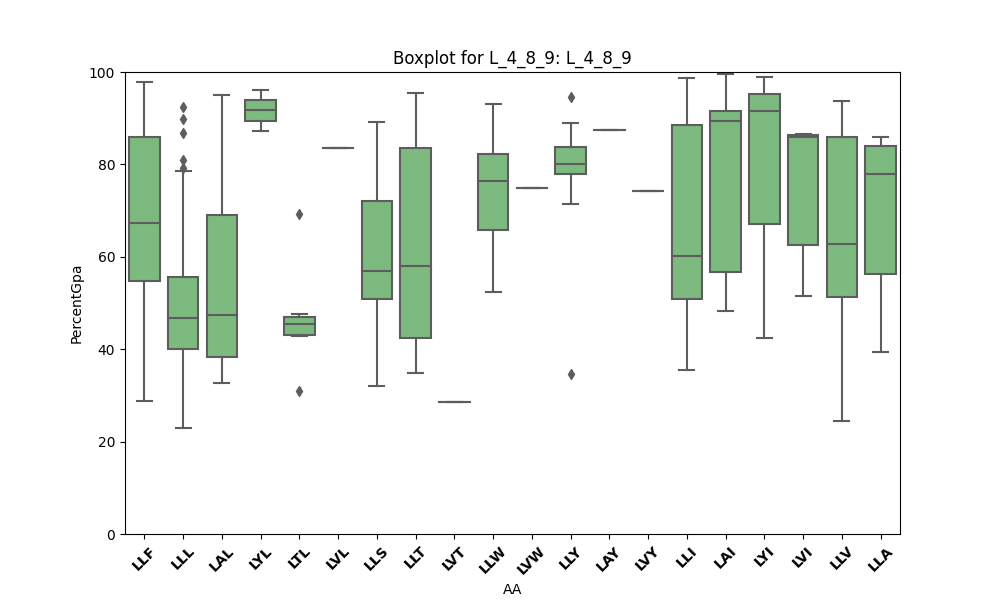 Boxplot for L_4_8_9: L_4_8_9
PercentGpa
100
80
60
40
20
0
LLF LLL LAL LYL LTL LVL LLS LLT LVT LLW LVW LLY LAY LVY LLI LAI LYI LVI LLV LLA
AA